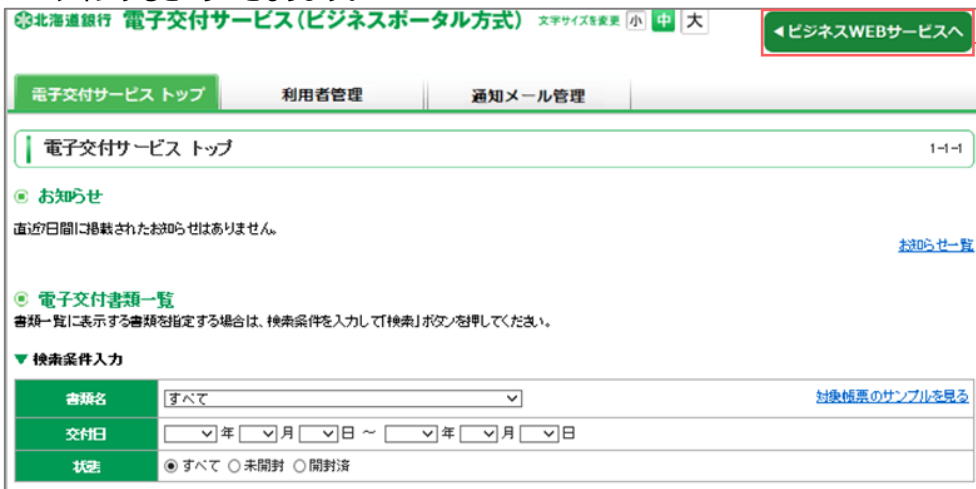 北海道銀行 電子交付サービス(ビジネスポータル方式) 文字サイズを変更 小 中 大
◀ビジネスWEBサービスへ
電子交付サービス トップ 利用者管理 通知メール管理
電子交付サービス トップ 1-1-1
お知らせ
直近7日間に掲載されたお知らせはありません。
お知らせ一覧
電子交付書類一覧
書類一覧に表示する書類を指定する場合は、検索条件を入力して「検索」ボタンを押してください。
▼検索条件入力
書類名 すべて 対象帳票のサンプルを見る
交付日 年 月 日 ～ 年 月 日
状態 すべて 未開封 開封済